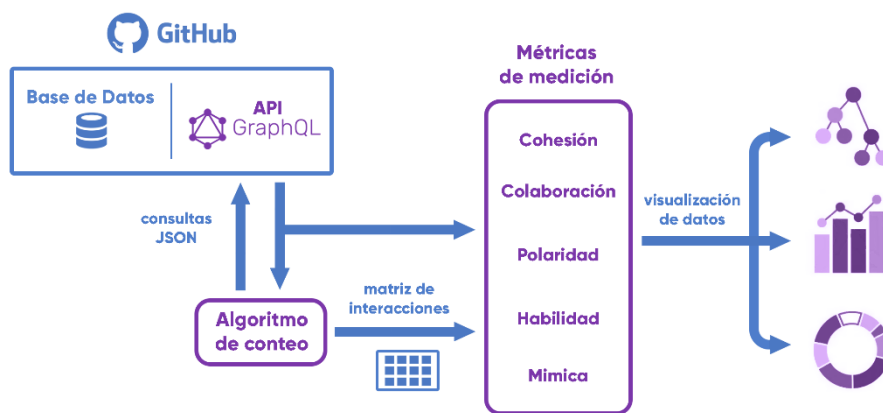 GitHub
Base de Datos
API
GraphQL
consultas
JSON
Algoritmo
de conteo
matriz de
interacciones
Métricas
de medición
Cohesión
Colaboración
Polaridad
Habilidad
Mimica
visualización
de datos